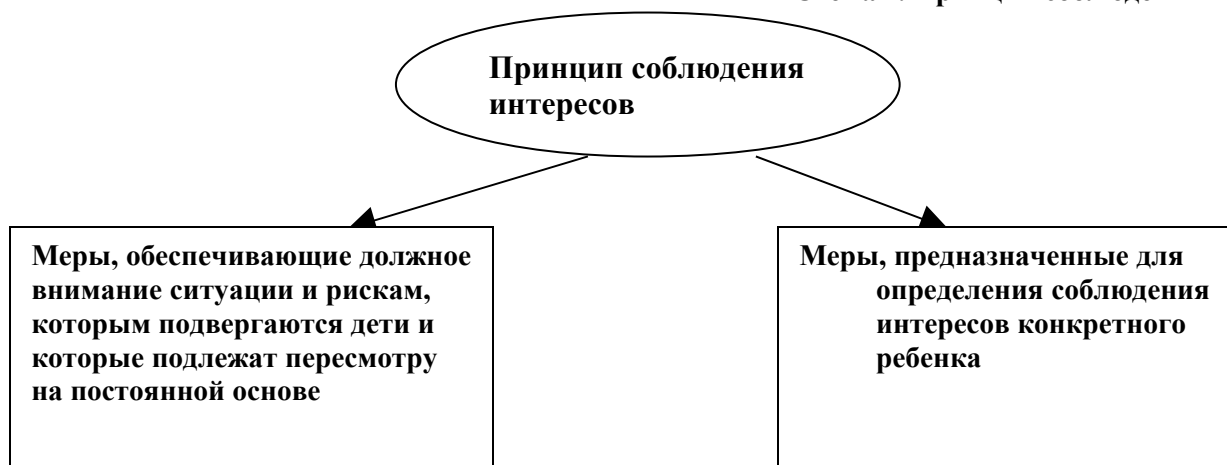 Принцип соблюдения
интересов
Меры, обеспечивающие должное
внимание ситуации и рискам,
которым подвергаются дети и
которые подлежат пересмотру
на постоянной основе
Меры, предназначенные для
определения соблюдения
интересов конкретного
ребенка